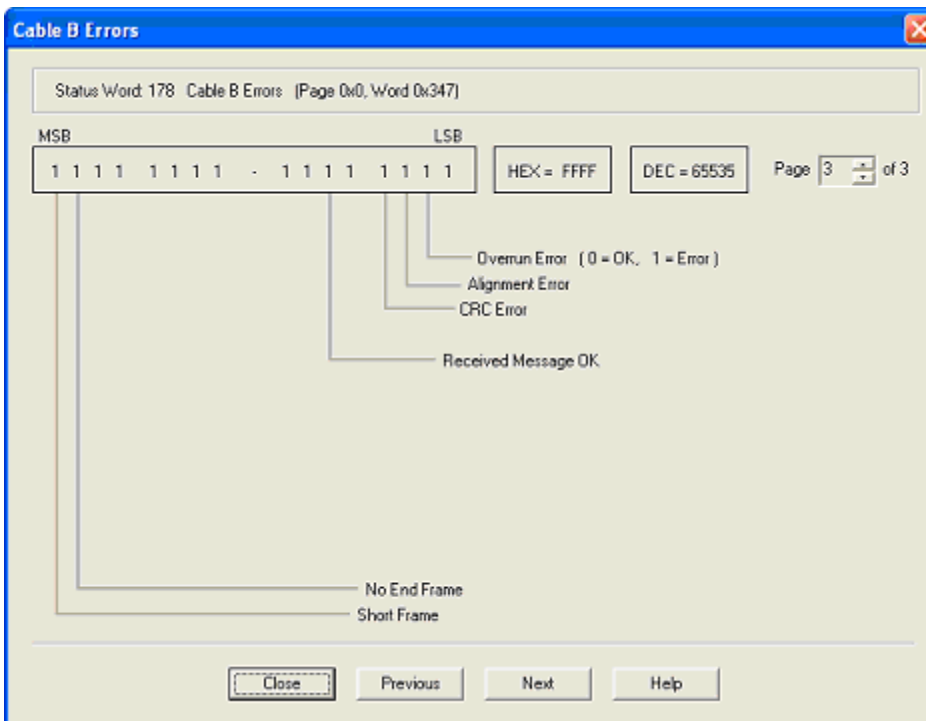 Cable B Errors
Status Word: 178 Cable B Errors (Page 0x0, Word 0x347)
MSB LSB
1 1 1 1 1 1 1 1 - 1 1 1 1 1 1 1 1 HEX = FFFF DEC = 65535 Page 3 of 3
Overrun Error ( 0 = OK, 1 = Error )
Alignment Error
CRC Error
Received Message OK
No End Frame
Short Frame
Close Previous Next Help